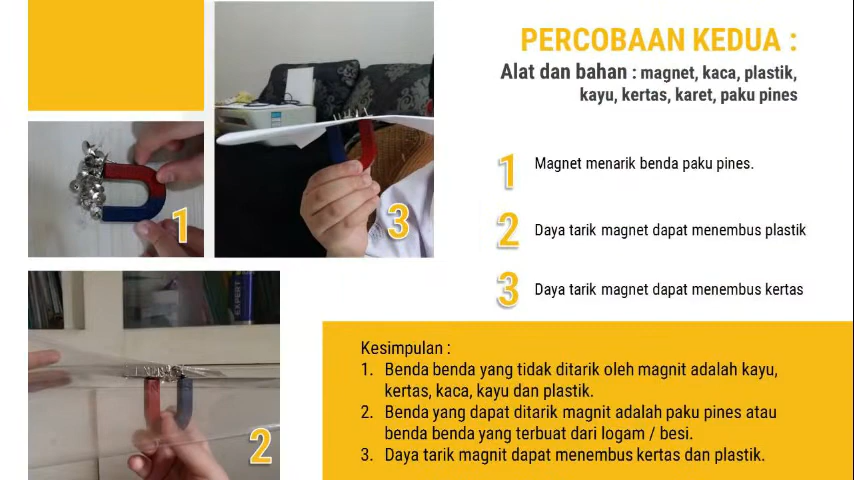 PERCOBAAN KEDUA :
Alat dan bahan : magnet, kaca, plastik,
kayu, kertas, karet, paku pines
1 Magnet menarik benda paku pines.
2 Daya tarik magnet dapat menembus plastik
3 Daya tarik magnet dapat menembus kertas
1
3
EXPERT
2
Kesimpulan :
1. Benda benda yang tidak ditarik oleh magnit adalah kayu,
kertas, kaca, kayu dan plastik.
2. Benda yang dapat ditarik magnit adalah paku pines atau
benda benda yang terbuat dari logam / besi.
3. Daya tarik magnit dapat menembus kertas dan plastik.